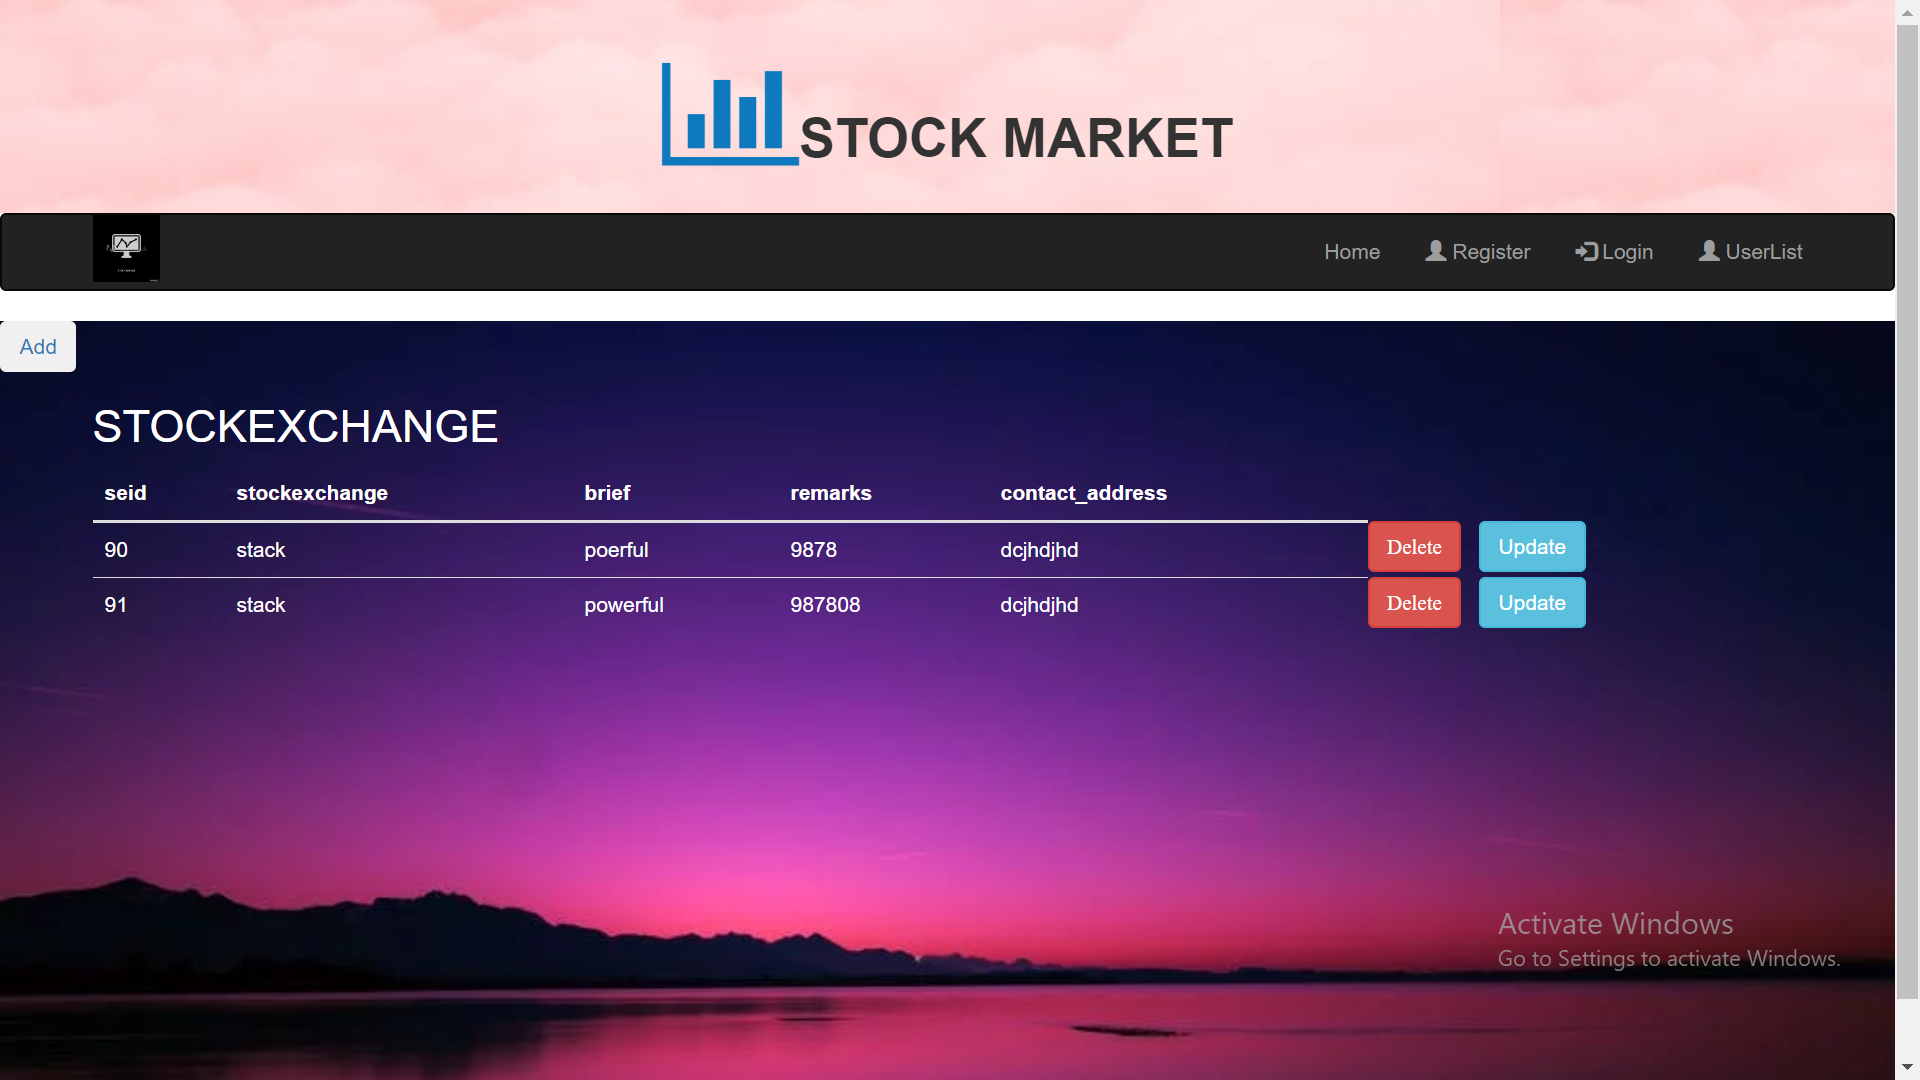 STOCK MARKET
Home Register Login UserList
Add
STOCKEXCHANGE
seid stockexchange brief remarks contact_address
90 stack poerful 9878 dcjhdjhd Delete Update
91 stack powerful 987808 dcjhdjhd Delete Update
Activate Windows
Go to Settings to activate Windows.